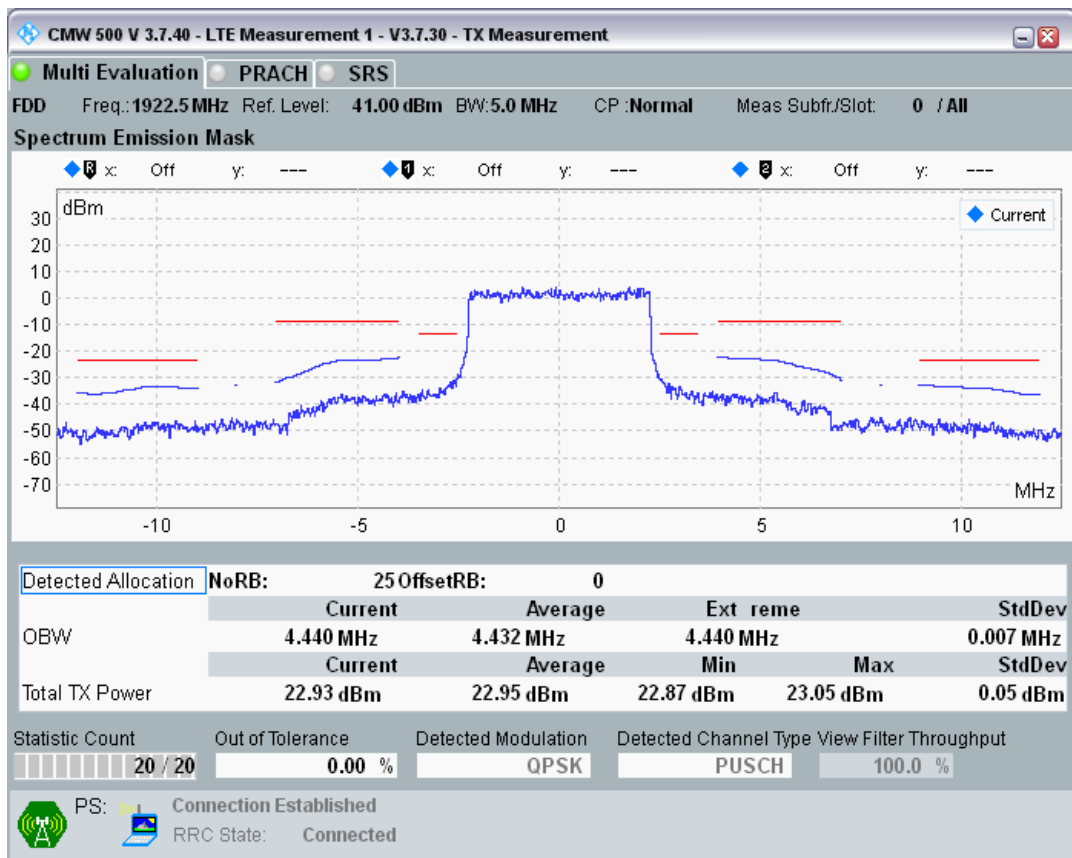 CMW 500 V 3.7.40 - LTE Measurement 1 - V3.7.30 - TX Measurement
Multi Evaluation PRACH SRS
FDD Freq.:1922.5 MHz Ref. Level: 41.00 dBm BW:5.0 MHz CP :Normal Meas Subfr./Slot: 0 / All
Spectrum Emission Mask
R x: Off y: --- 1 x: Off y: --- 2 x: Off y: ---
dBm
Current
30
20
10
0
-10
-20
-30
-40
-50
-60
-70
MHz
-10 -5 0 5 10
Detected Allocation NoRB: 25 OffsetRB: 0
Current Average Ext reme StdDev
OBW 4.440 MHz 4.432 MHz 4.440 MHz 0.007 MHz
Current Average Min Max StdDev
Total TX Power 22.93 dBm 22.95 dBm 22.87 dBm 23.05 dBm 0.05 dBm
Statistic Count Out of Tolerance Detected Modulation Detected Channel Type View Filter Throughput
20 / 20 0.00 % QPSK PUSCH 100.0 %
PS: Connection Established
RRC State: Connected